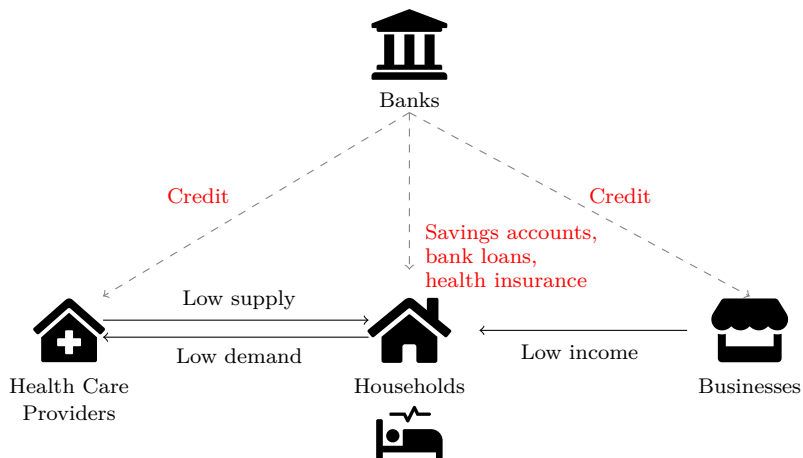 Banks
Credit
Credit
Savings accounts,
bank loans,
health insurance
Low supply
Low demand
Low income
Health Care
Providers
Households
Businesses